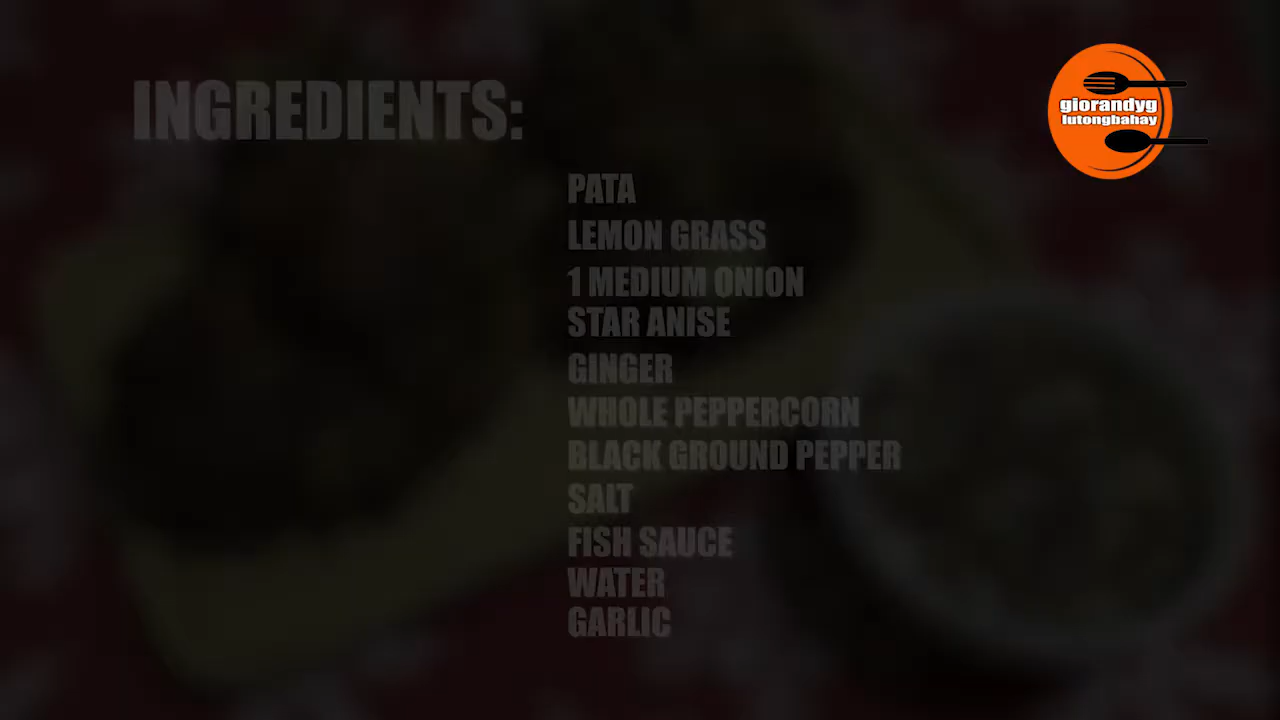 giorandyg
lutongbahay
INGREDIENTS:
PATA
LEMON GRASS
1 MEDIUM ONION
STAR ANISE
GINGER
WHOLE PEPPERCORN
BLACK GROUND PEPPER
SALT
FISH SAUCE
WATER
GARLIC